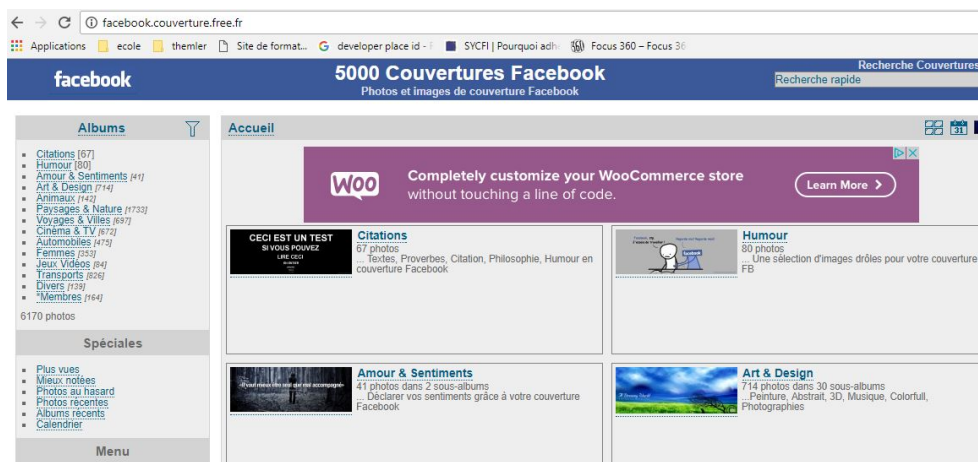 facebook.couverture.free.fr
Applications ecole themler Site de format... developer place id - SYCFI | Pourquoi adh Focus 360 – Focus 36
facebook
5000 Couvertures Facebook
Photos et images de couverture Facebook
Recherche Couvertures
Recherche rapide
Albums
Citations [67]
Humour [80]
Amour & Sentiments [41]
Art & Design [714]
Animaux [142]
Paysages & Nature [1733]
Voyages & Villes [697]
Cinéma & TV [672]
Automobiles [475]
Femmes [353]
Jeux Vidéos [84]
Transports [826]
Divers [139]
*Membres [164]
6170 photos
Spéciales
Plus vues
Mieux notées
Photos au hasard
Photos récentes
Albums récents
Calendrier
Menu
Accueil
31
WOO
Completely customize your WooCommerce store
without touching a line of code.
Learn More
CECI EST UN TEST
SI VOUS POUVEZ
LIRE CECI
Citations
67 photos
... Textes, Proverbes, Citation, Philosophie, Humour en
couverture Facebook
Humour
80 photos
... Une sélection d'images drôles pour votre couverture
FB
Amour & Sentiments
41 photos dans 2 sous-albums
... Déclarer vos sentiments grâce à votre couverture
Facebook
Art & Design
714 photos dans 30 sous-albums
...Peinture, Abstrait, 3D, Musique, Colorfull,
Photographies